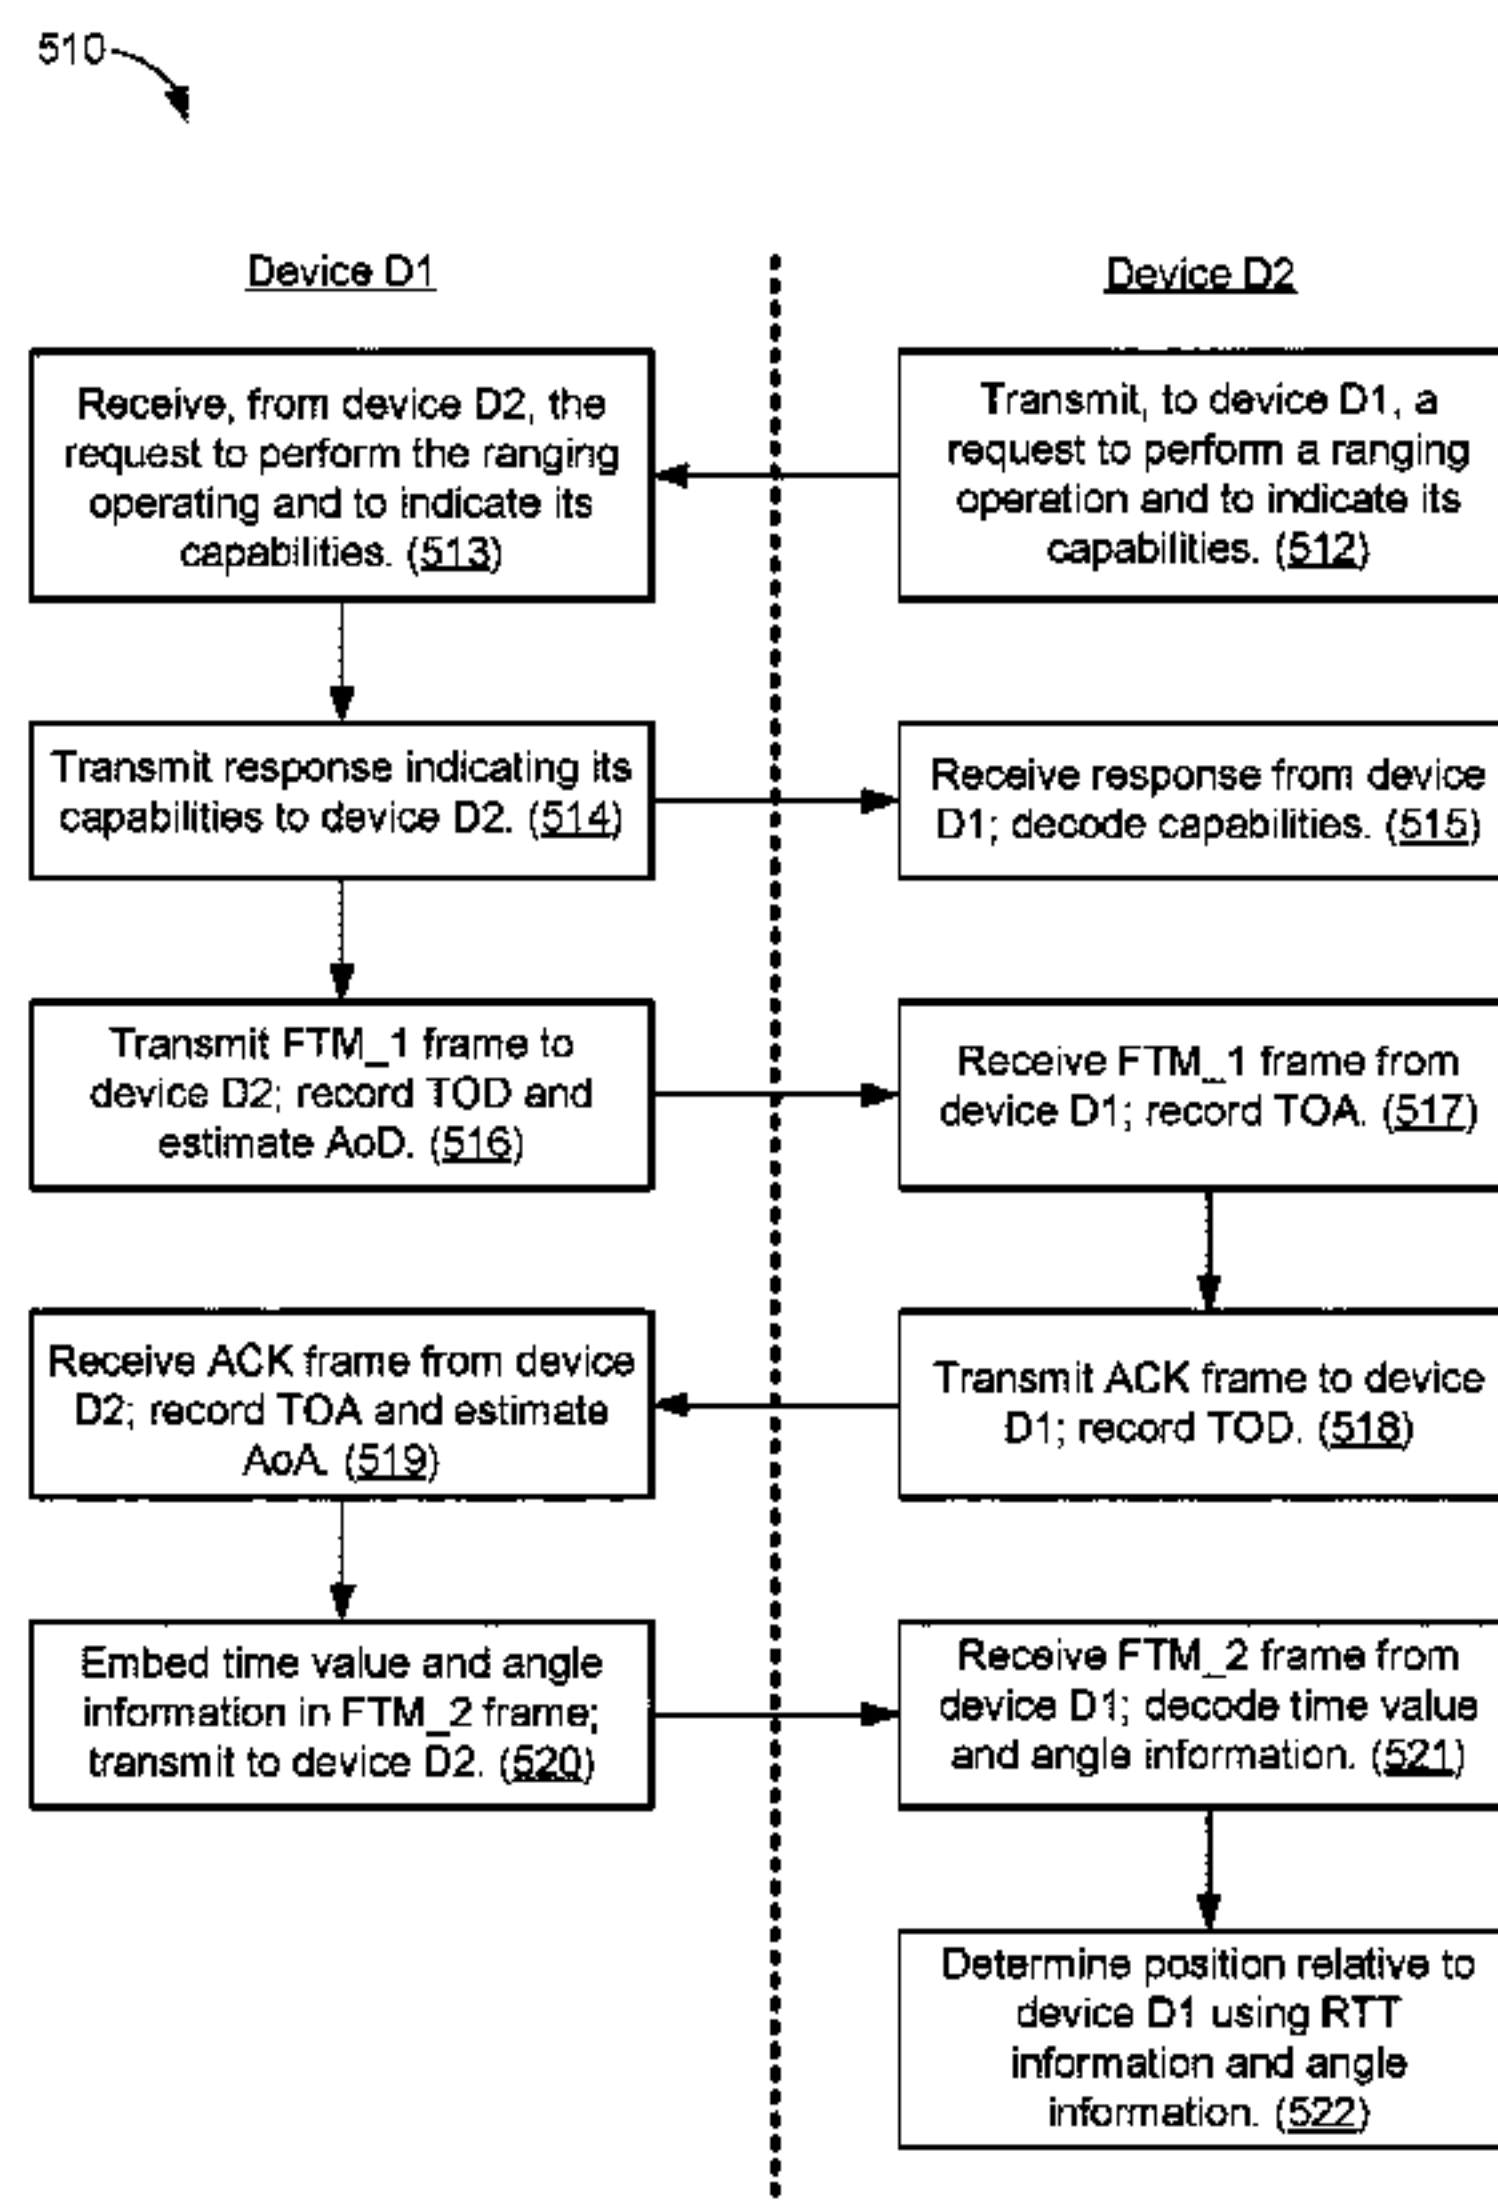 510
Device D1
Device D2
Receive, from device D2, the
request to perform the ranging
operating and to indicate its
capabilities. (513)
Transmit, to device D1, a
request to perform a ranging
operation and to indicate its
capabilities. (512)
Transmit response indicating its
capabilities to device D2. (514)
Receive response from device
D1; decode capabilities. (515)
Transmit FTM_1 frame to
device D2; record TOD and
estimate AoD. (516)
Receive FTM_1 frame from
device D1; record TOA. (517)
Receive ACK frame from device
D2; record TOA and estimate
AoA. (519)
Transmit ACK frame to device
D1; record TOD. (518)
Embed time value and angle
information in FTM_2 frame;
transmit to device D2. (520)
Receive FTM_2 frame from
device D1; decode time value
and angle information. (521)
Determine position relative to
device D1 using RTT
information and angle
information. (522)